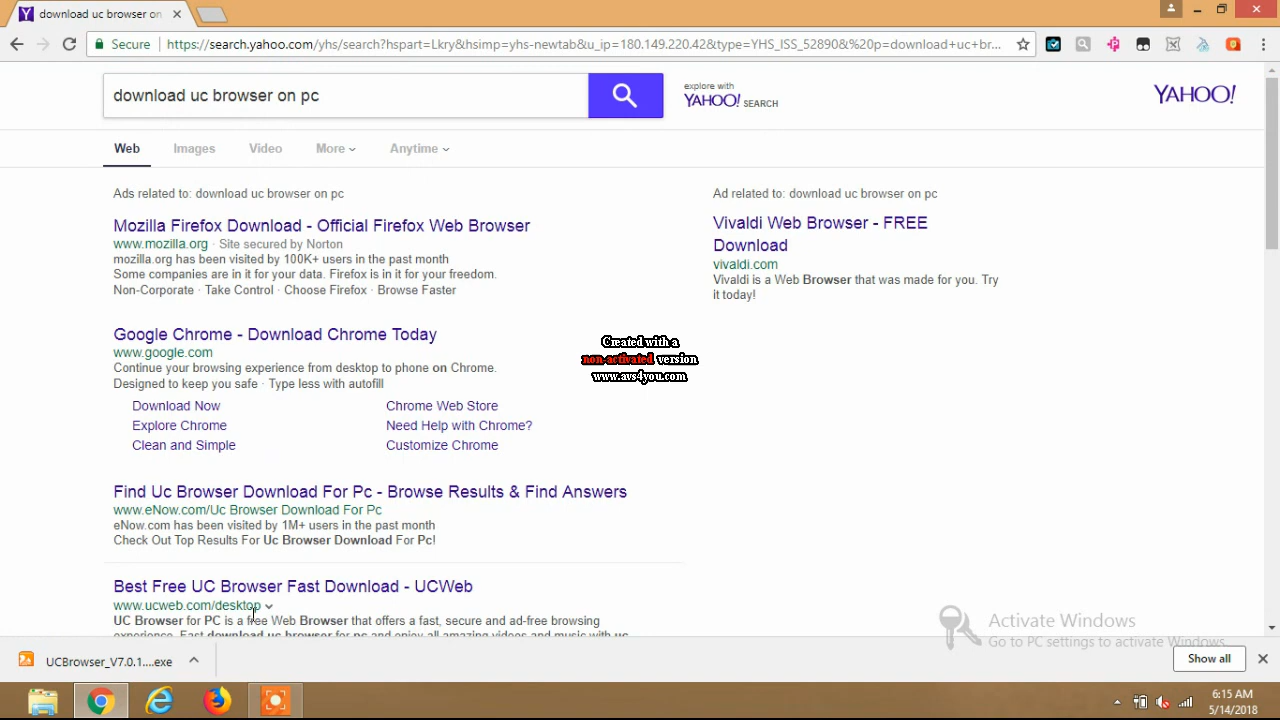 download uc browser on
Secure
https://search.yahoo.com/yhs/search?hspart=Lkry&hsimp=yhs-newtab&u_ip=180.149.220.42&type=YHS_ISS_52890&%20p=download+uc+br...
download uc browser on pc
explore with
YAHOO! SEARCH
YAHOO!
Web
Images
Video
More
Anytime
Ads related to: download uc browser on pc
Mozilla Firefox Download - Official Firefox Web Browser
www.mozilla.org · Site secured by Norton
mozilla.org has been visited by 100K+ users in the past month
Some companies are in it for your data. Firefox is in it for your freedom.
Non-Corporate · Take Control · Choose Firefox · Browse Faster
Google Chrome - Download Chrome Today
www.google.com
Continue your browsing experience from desktop to phone on Chrome.
Designed to keep you safe · Type less with autofill
Download Now
Chrome Web Store
Explore Chrome
Need Help with Chrome?
Clean and Simple
Customize Chrome
Find Uc Browser Download For Pc - Browse Results & Find Answers
www.eNow.com/Uc Browser Download For Pc
eNow.com has been visited by 1M+ users in the past month
Check Out Top Results For Uc Browser Download For Pc!
Best Free UC Browser Fast Download - UCWeb
www.ucweb.com/desktop
UC Browser for PC is a free Web Browser that offers a fast, secure and ad-free browsing
experience. Fast download uc browser for pc and enjoy all amazing videos and music with uc
Ad related to: download uc browser on pc
Vivaldi Web Browser - FREE
Download
vivaldi.com
Vivaldi is a Web Browser that was made for you. Try
it today!
Created with a
non-activated version
www.avs4you.com
Activate Windows
Go to PC settings to activate Windows.
UCBrowser_V7.0.1....exe
Show all
6:15 AM
5/14/2018